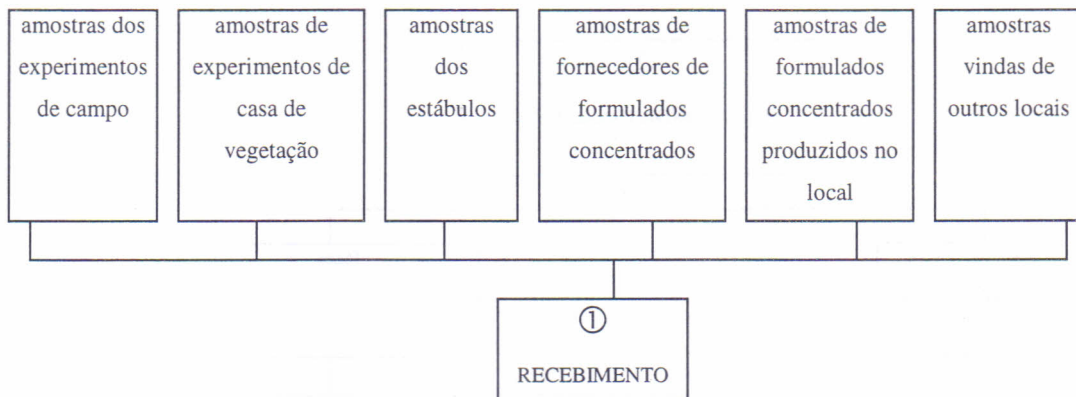 amostras dos
experimentos
de campo
amostras de
experimentos de
casa de
vegetação
amostras
dos
estábulos
amostras de
fornecedores de
formulados
concentrados
amostras de
formulados
concentrados
produzidos no
local
amostras
vindas de
outros locais
①
RECEBIMENTO